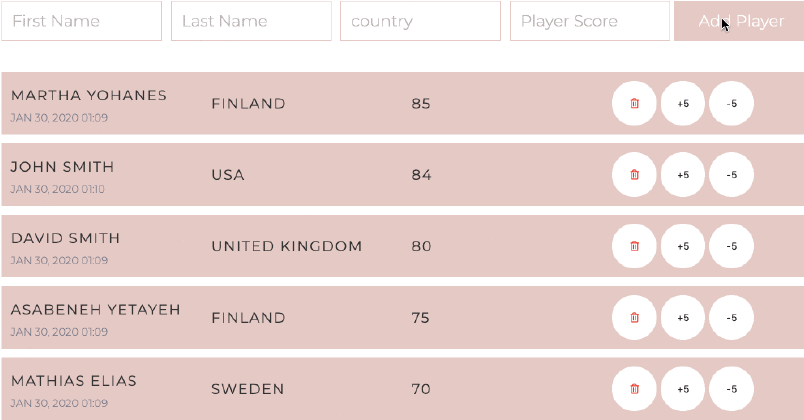 First Name Last Name country Player Score Add Player
MARTHA YOHANES FINLAND 85 +5 -5
JAN 30, 2020 01:09
JOHN SMITH USA 84 +5 -5
JAN 30, 2020 01:10
DAVID SMITH UNITED KINGDOM 80 +5 -5
JAN 30, 2020 01:09
ASABENEH YETAYEH FINLAND 75 +5 -5
JAN 30, 2020 01:09
MATHIAS ELIAS SWEDEN 70 +5 -5
JAN 30, 2020 01:09